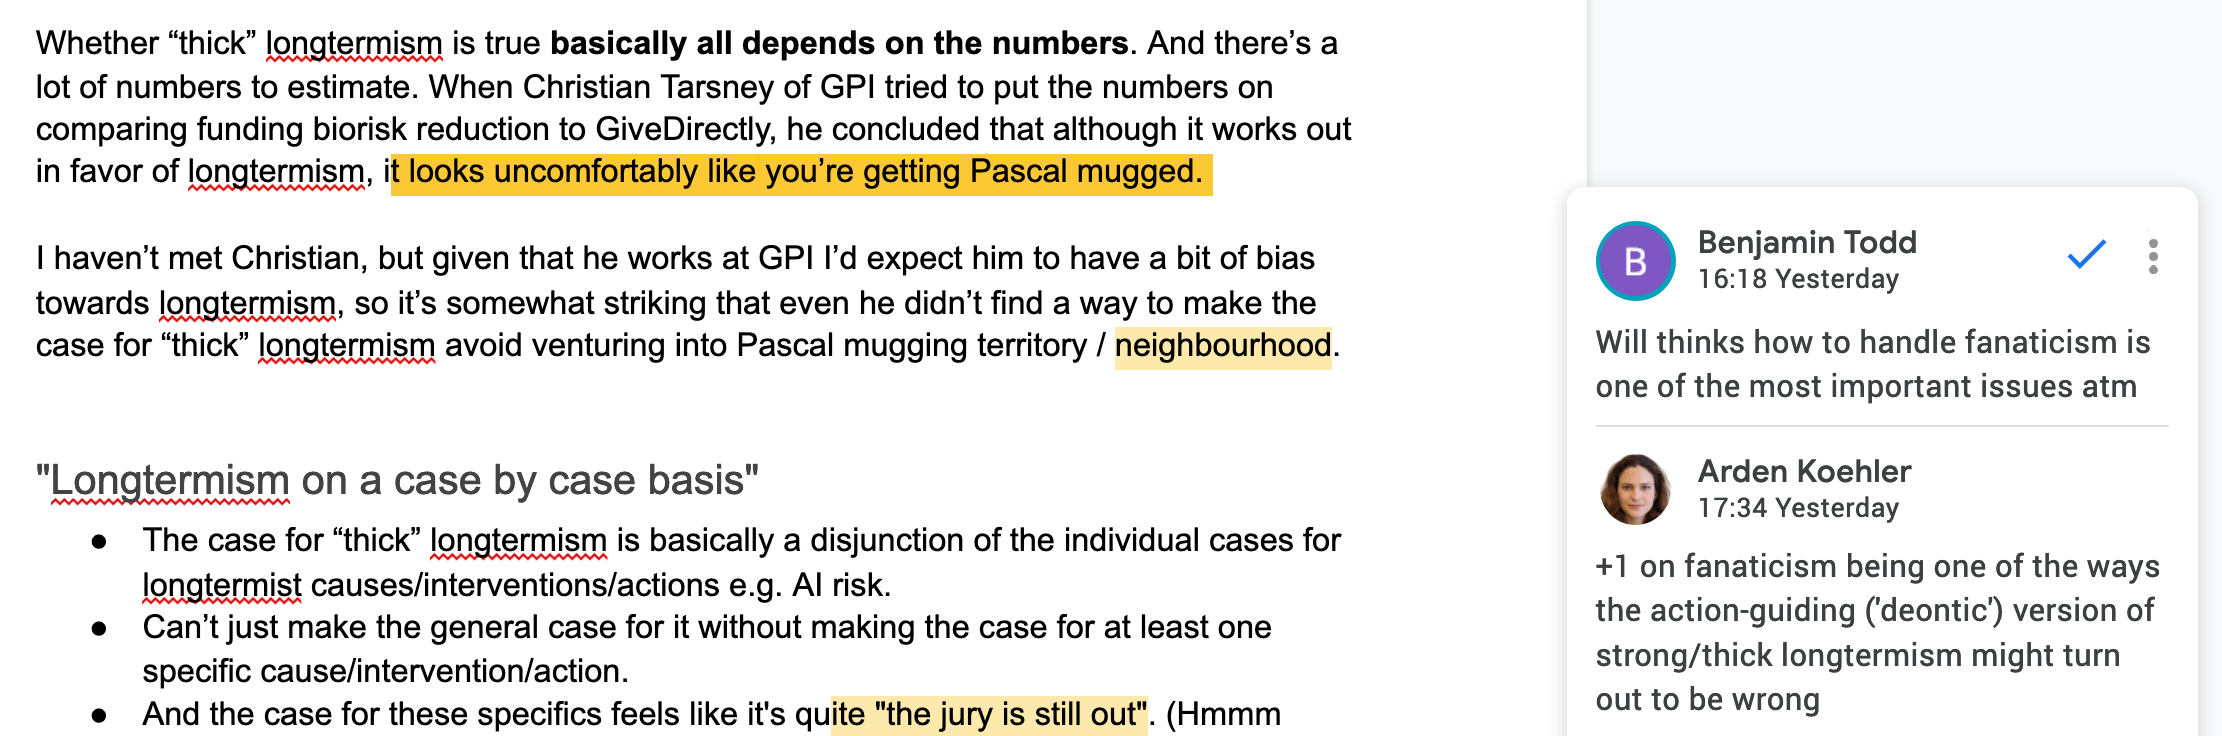 Whether “thick” longtermism is true basically all depends on the numbers. And there’s a
lot of numbers to estimate. When Christian Tarsney of GPI tried to put the numbers on
comparing funding biorisk reduction to GiveDirectly, he concluded that although it works out
in favor of longtermism, it looks uncomfortably like you’re getting Pascal mugged.
I haven’t met Christian, but given that he works at GPI I’d expect him to have a bit of bias
towards longtermism, so it’s somewhat striking that even he didn’t find a way to make the
case for “thick” longtermism avoid venturing into Pascal mugging territory / neighbourhood.
"Longtermism on a case by case basis"
● The case for “thick” longtermism is basically a disjunction of the individual cases for
longtermist causes/interventions/actions e.g. AI risk.
● Can’t just make the general case for it without making the case for at least one
specific cause/intervention/action.
● And the case for these specifics feels like it's quite "the jury is still out". (Hmmm
B
Benjamin Todd
16:18 Yesterday
Will thinks how to handle fanaticism is
one of the most important issues atm
Arden Koehler
17:34 Yesterday
+1 on fanaticism being one of the ways
the action-guiding ('deontic') version of
strong/thick longtermism might turn
out to be wrong